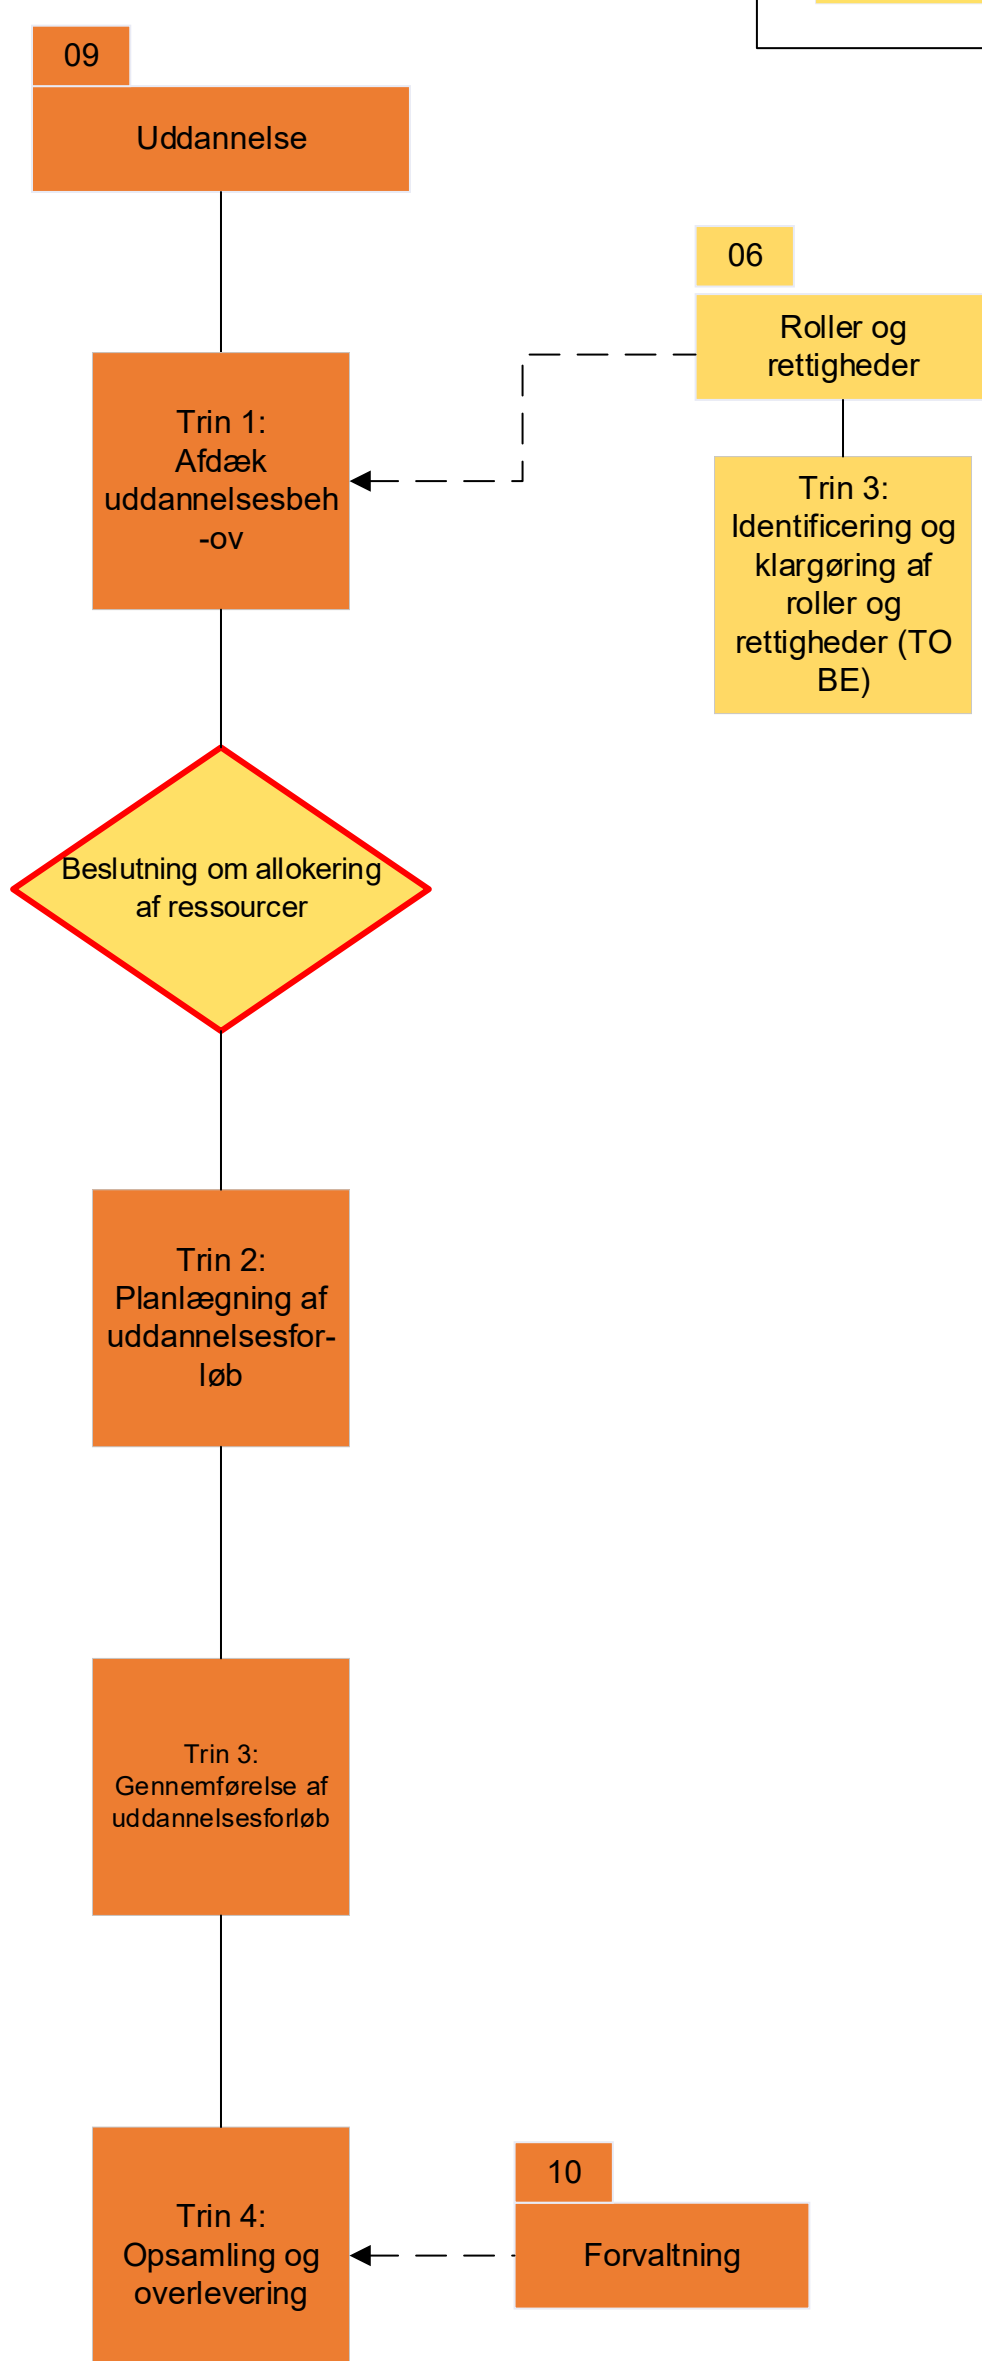 09
Uddannelse
06
Roller og
rettigheder
Trin 1:
Afdæk
uddannelsesbeh
-ov
Trin 3:
Identificering og
klargøring af
roller og
rettigheder (TO
BE)
Beslutning om allokering
af ressourcer
Trin 2:
Planlægning af
uddannelsesfor-
løb
Trin 3:
Gennemførelse af
uddannelsesforløb
Trin 4:
Opsamling og
overlevering
10
Forvaltning